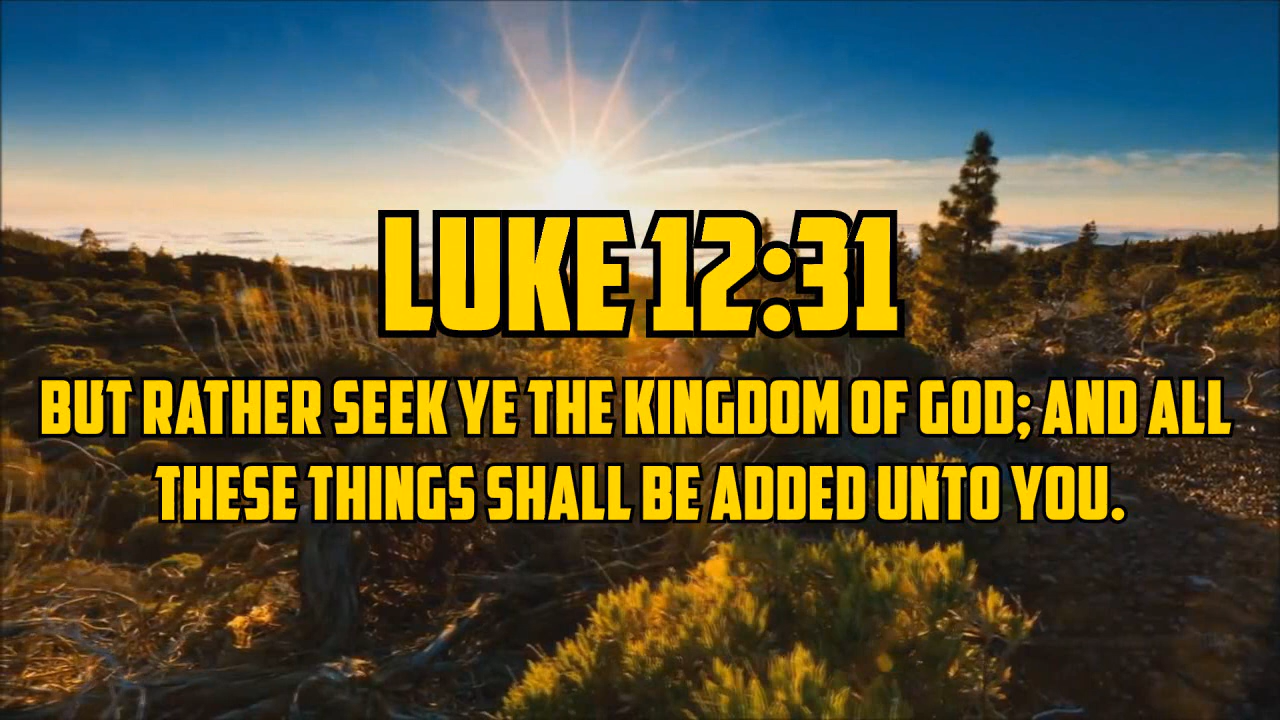 LUKE 12:31
BUT RATHER SEEK YE THE KINGDOM OF GOD; AND ALL
THESE THINGS SHALL BE ADDED UNTO YOU.